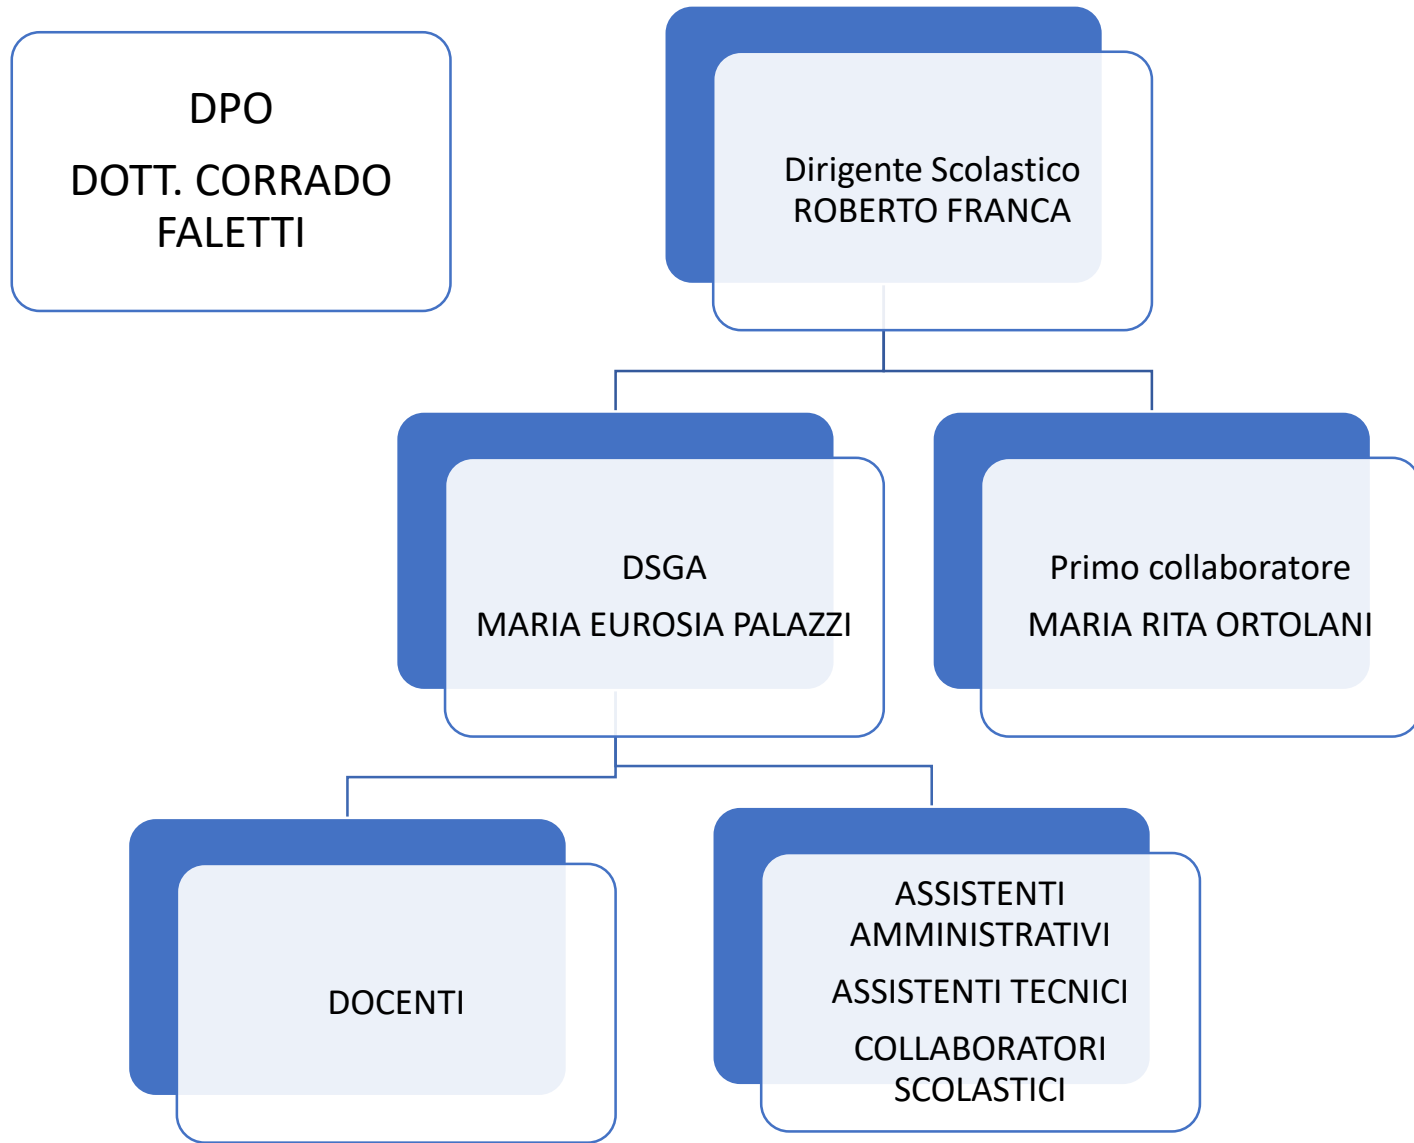 DPO
DOTT. CORRADO
FALETTI
Dirigente Scolastico
ROBERTO FRANCA
DSGA
MARIA EUROSIA PALAZZI
Primo collaboratore
MARIA RITA ORTOLANI
DOCENTI
ASSISTENTI
AMMINISTRATIVI
ASSISTENTI TECNICI
COLLABORATORI
SCOLASTICI